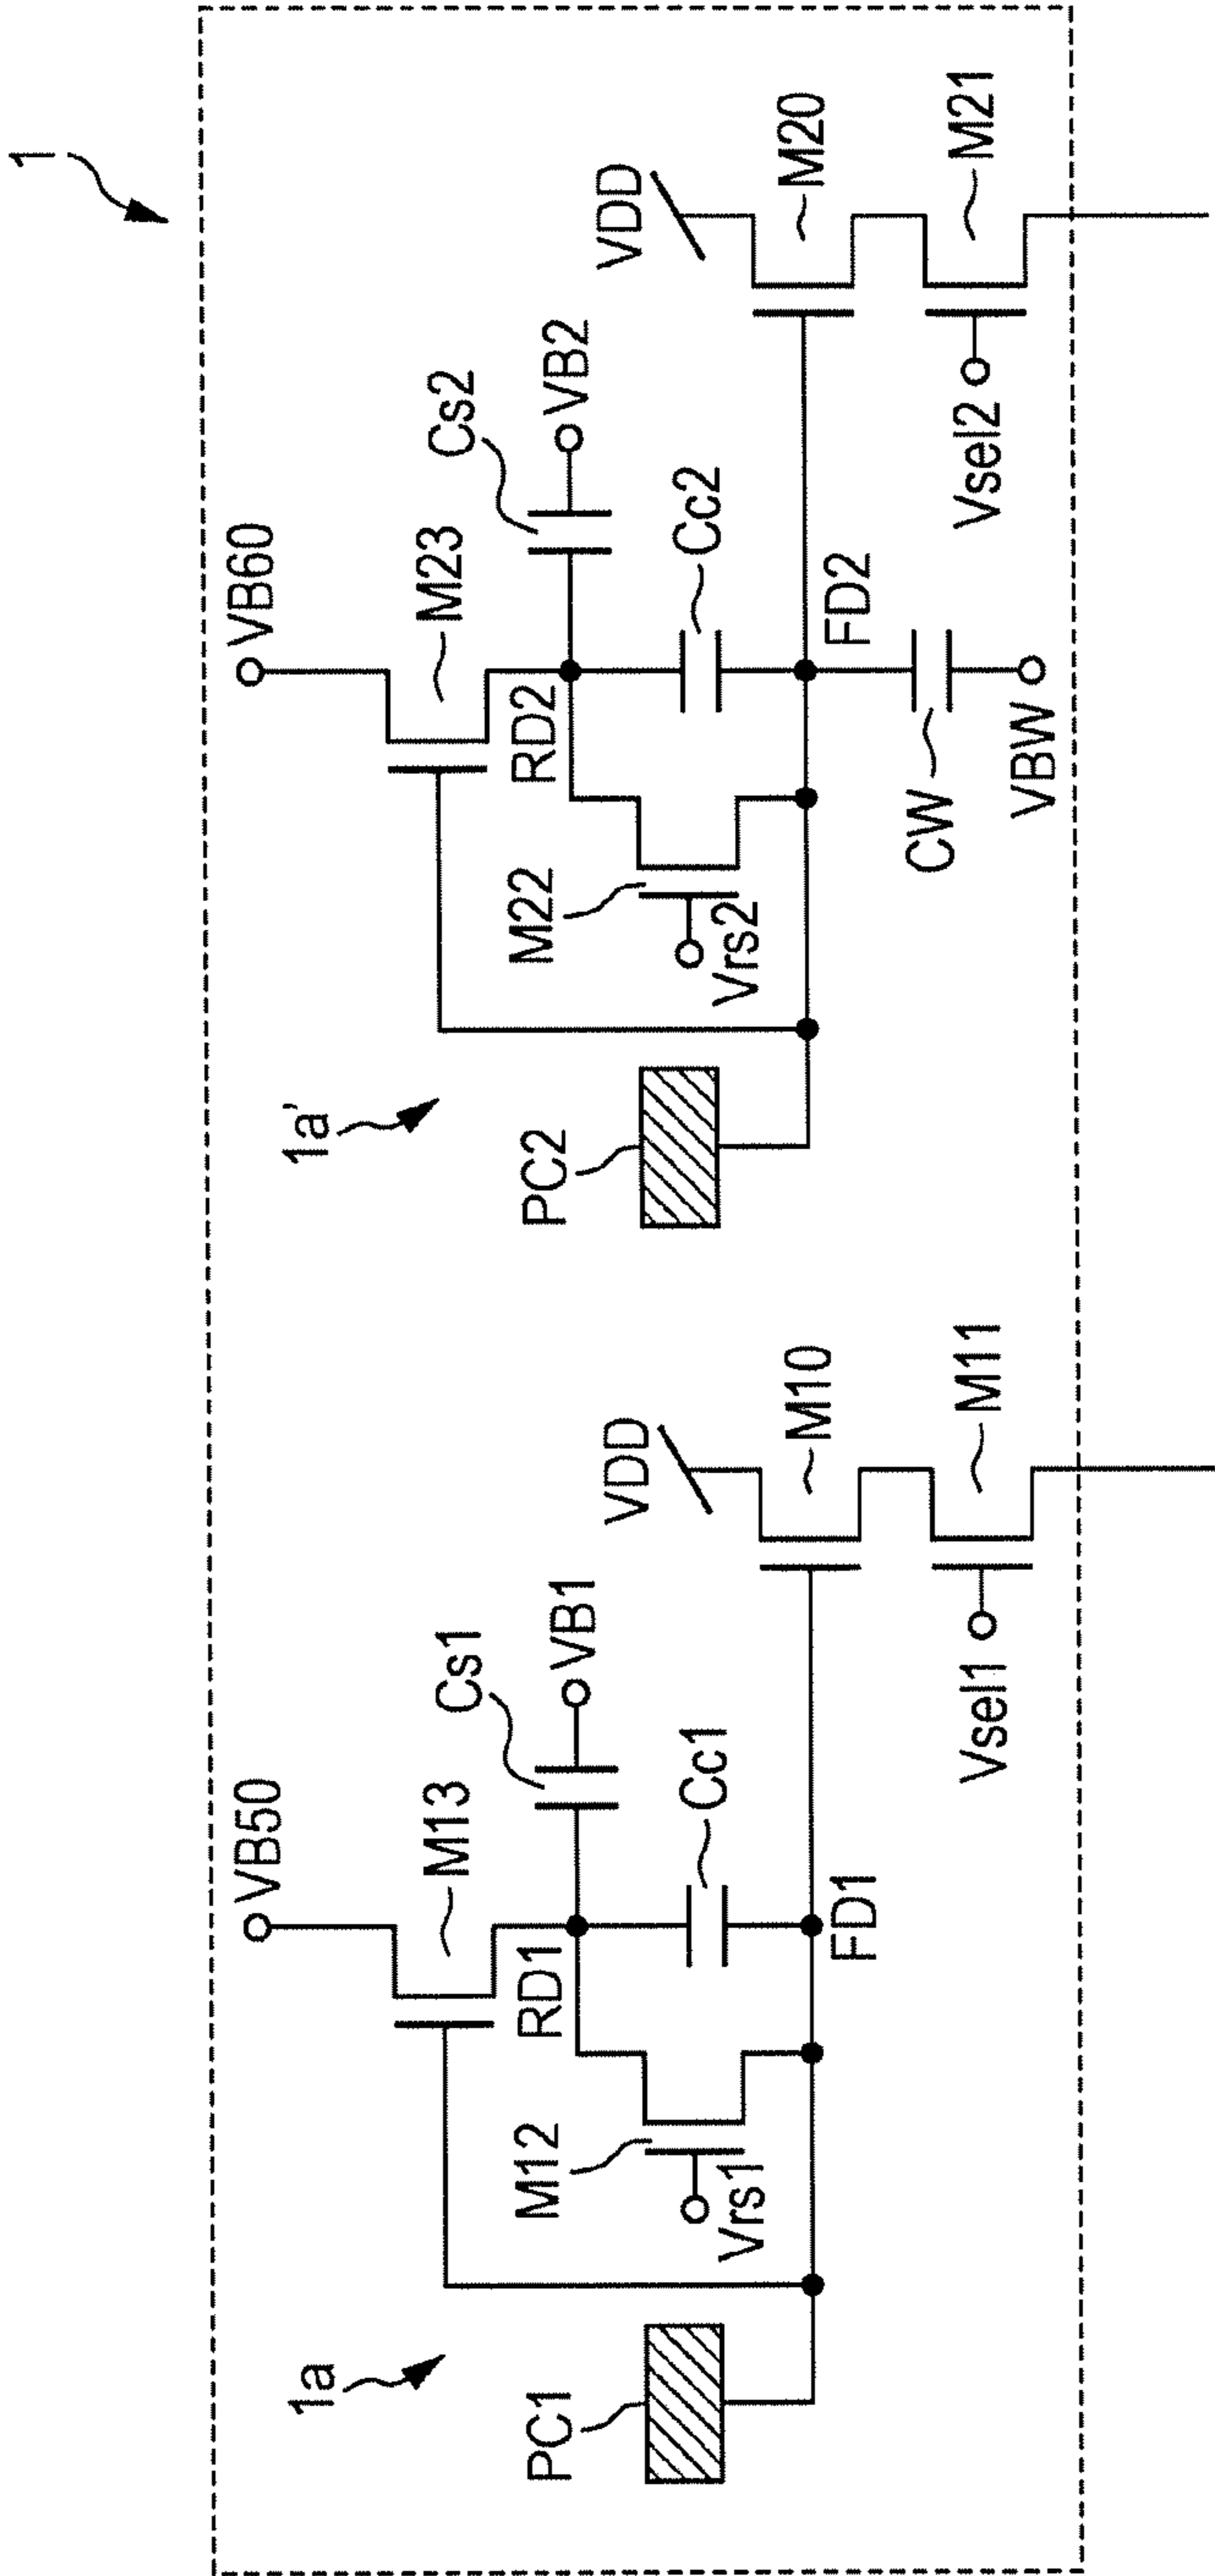 1
1a
VB50
M13
Cs1
VB1
RD1
M12
Vrs1
Cc1
PC1
FD1
VDD
M10
M11
Vsel1
1a'
VB60
M23
Cs2
VB2
RD2
M22
Vrs2
Cc2
PC2
FD2
CW
VBW
VDD
M20
M21
Vsel2